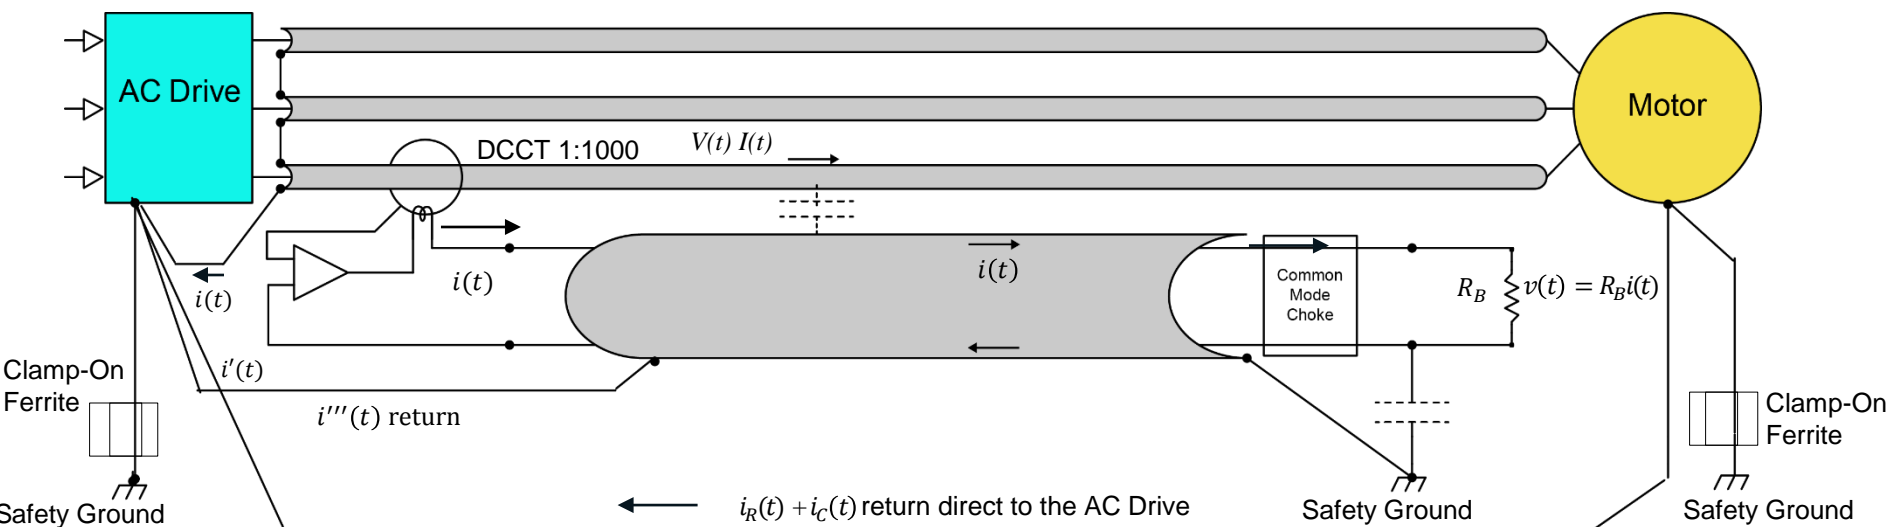 AC Drive
Motor
DCCT 1:1000
V(t) I(t)
i(t)
i(t)
i(t)
Common
Mode
Choke
R_B
v(t) = R_B i(t)
i′(t)
Clamp-On
Ferrite
i‴(t) return
Clamp-On
Ferrite
i_R(t) + i_C(t) return direct to the AC Drive
Safety Ground
Safety Ground
Safety Ground